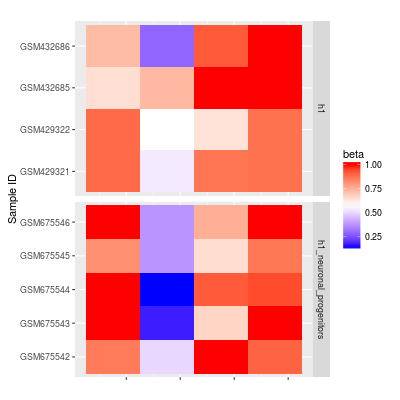 GSM432686
GSM432685
GSM429322
GSM429321
h1
GSM675546
GSM675545
GSM675544
GSM675543
GSM675542
h1_neuronal_progenitors
Sample ID
beta
1.00
0.75
0.50
0.25